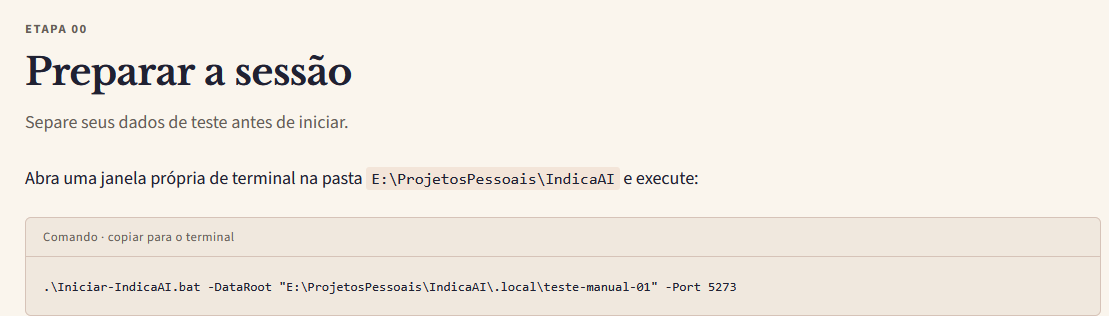 ETAPA 00
Preparar a sessão
Separe seus dados de teste antes de iniciar.
Abra uma janela própria de terminal na pasta E:\ProjetosPessoais\IndicaAI e execute:
Comando · copiar para o terminal
.\Iniciar-IndicaAI.bat -DataRoot "E:\ProjetosPessoais\IndicaAI\.local\teste-manual-01" -Port 5273